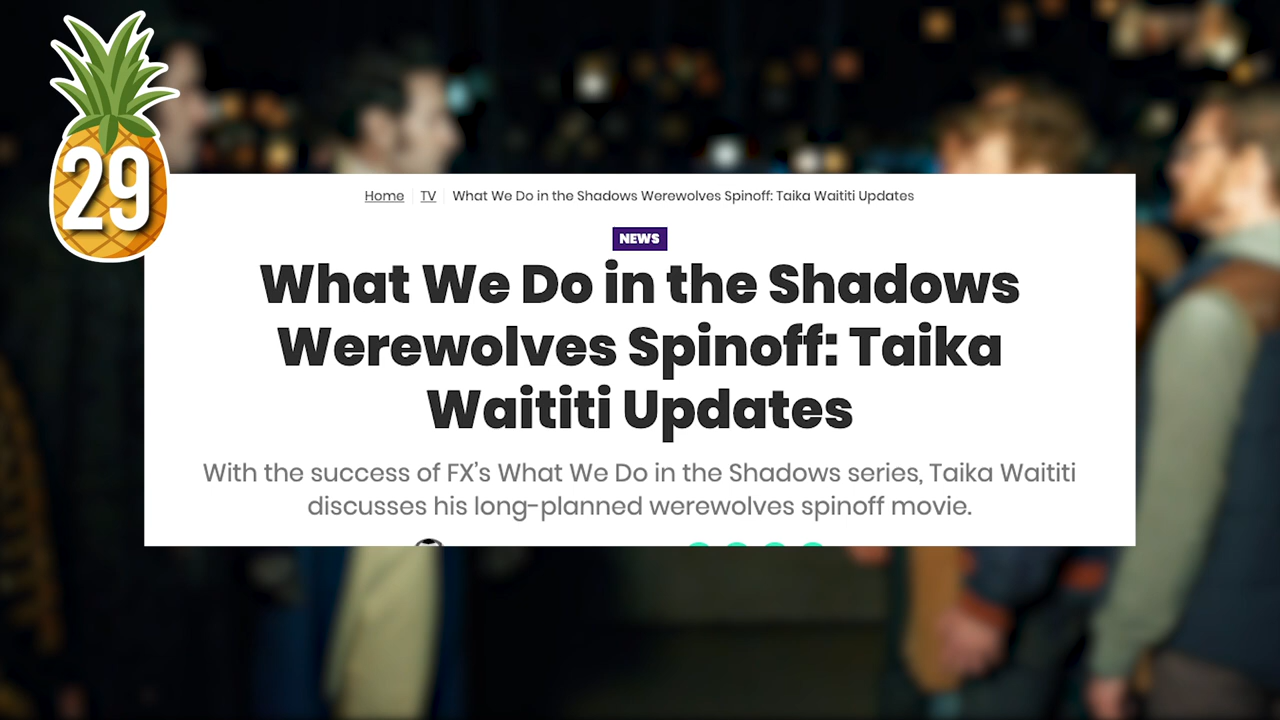 29
Home TV What We Do in the Shadows Werewolves Spinoff: Taika Waititi Updates
NEWS
What We Do in the Shadows
Werewolves Spinoff: Taika
Waititi Updates
With the success of FX’s What We Do in the Shadows series, Taika Waititi
discusses his long-planned werewolves spinoff movie.